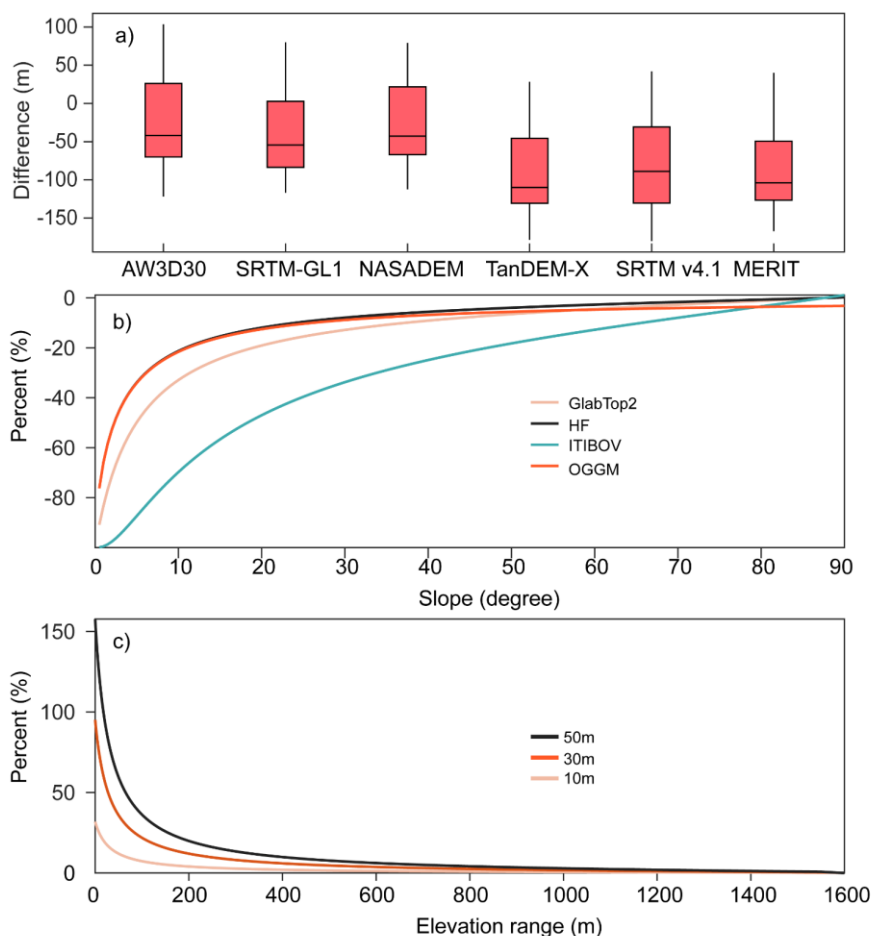 a)
Difference (m)
100
50
0
-50
-100
-150
AW3D30 SRTM-GL1 NASADEM TanDEM-X SRTM v4.1 MERIT
b)
Percent (%)
0
-20
-40
-60
-80
GlabTop2
HF
ITIBOV
OGGM
0 10 20 30 40 50 60 70 80 90
Slope (degree)
c)
Percent (%)
150
100
50
0
50m
30m
10m
0 200 400 600 800 1000 1200 1400 1600
Elevation range (m)